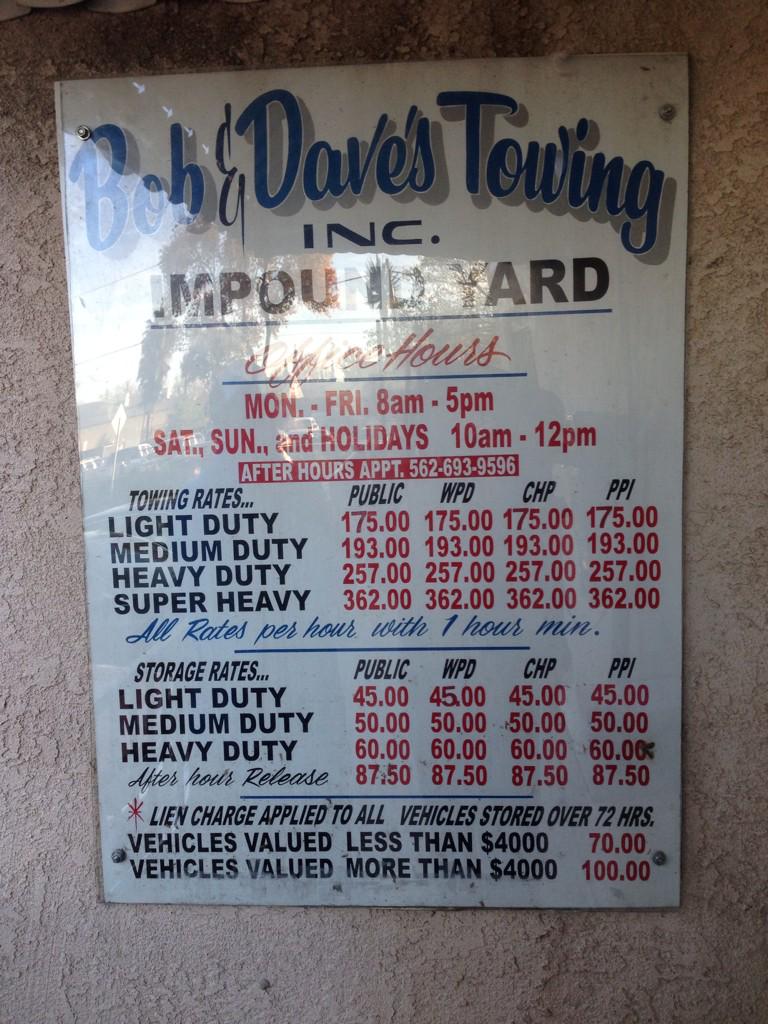 Bob & Dave's Towing
INC.
IMPOUND YARD
Office Hours
MON. - FRI. 8am - 5pm
SAT., SUN., and HOLIDAYS 10am - 12pm
AFTER HOURS APPT. 562-693-9596
TOWING RATES... PUBLIC WPD CHP PPI
LIGHT DUTY 175.00 175.00 175.00 175.00
MEDIUM DUTY 193.00 193.00 193.00 193.00
HEAVY DUTY 257.00 257.00 257.00 257.00
SUPER HEAVY 362.00 362.00 362.00 362.00
All Rates per hour with 1 hour min.
STORAGE RATES... PUBLIC WPD CHP PPI
LIGHT DUTY 45.00 45.00 45.00 45.00
MEDIUM DUTY 50.00 50.00 50.00 50.00
HEAVY DUTY 60.00 60.00 60.00 60.00
After hour Release 87.50 87.50 87.50 87.50
* LIEN CHARGE APPLIED TO ALL VEHICLES STORED OVER 72 HRS.
VEHICLES VALUED LESS THAN $4000 70.00
VEHICLES VALUED MORE THAN $4000 100.00